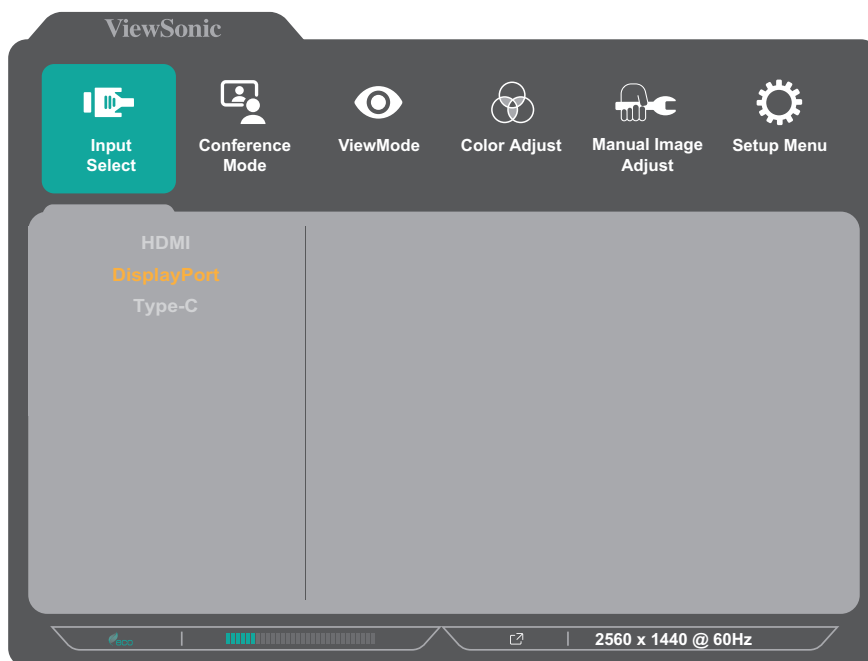 ViewSonic
Input
Select
Conference
Mode
ViewMode
Color Adjust
Manual Image
Adjust
Setup Menu
HDMI
DisplayPort
Type-C
eco
2560 x 1440 @ 60Hz